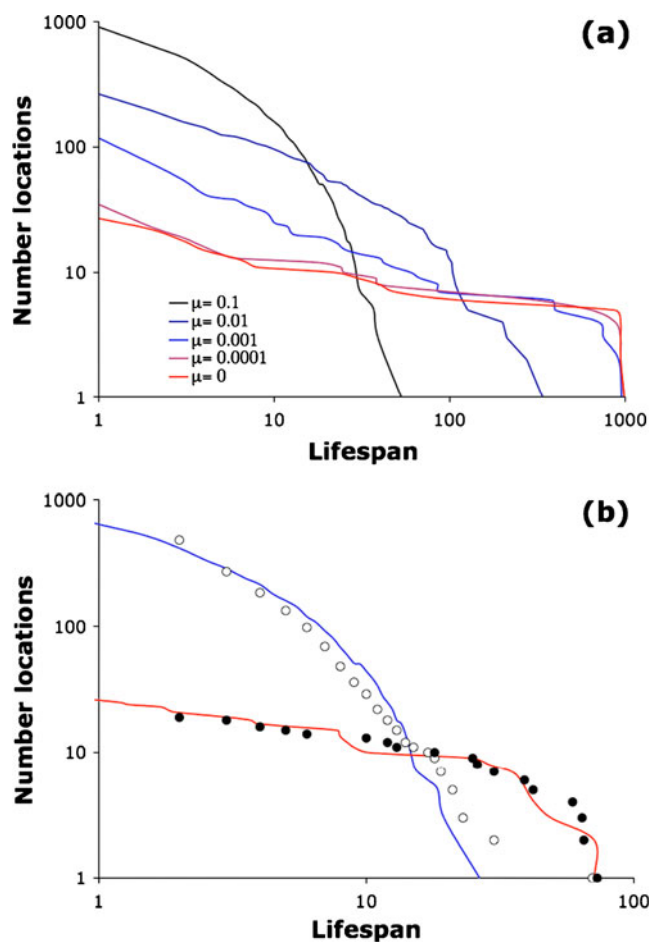 (a)
1000
100
10
1
Number locations
μ= 0.1
μ= 0.01
μ= 0.001
μ= 0.0001
μ= 0
1 10 100 1000
Lifespan
(b)
1000
100
10
1
Number locations
1 10 100
Lifespan